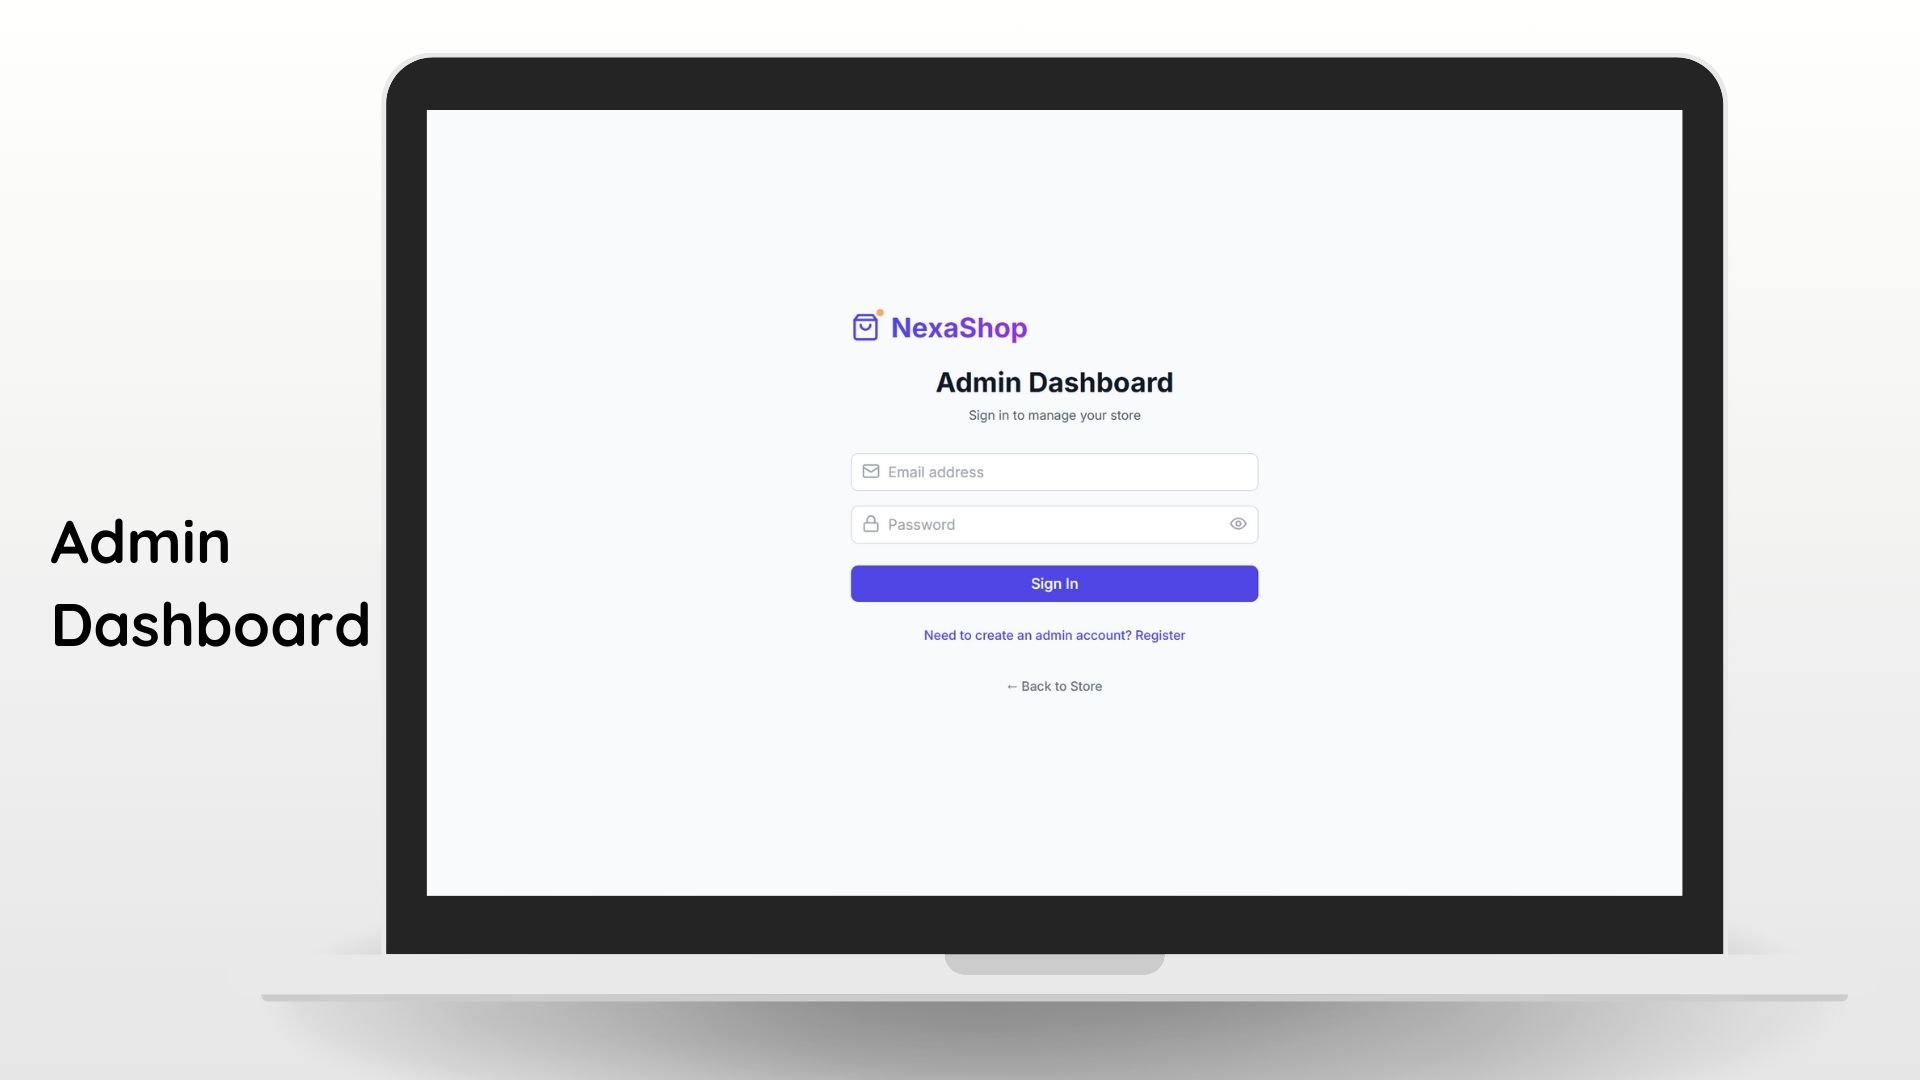 Admin
Dashboard
NexaShop
Admin Dashboard
Sign in to manage your store
Email address
Password
Sign In
Need to create an admin account? Register
← Back to Store